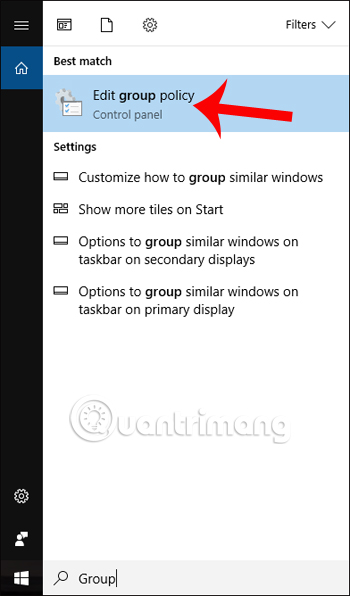 Filters
Best match
Edit group policy
Control panel
Settings
Customize how to group similar windows
Show more tiles on Start
Options to group similar windows on
taskbar on secondary displays
Options to group similar windows on
taskbar on primary display
Quantrimang
Group